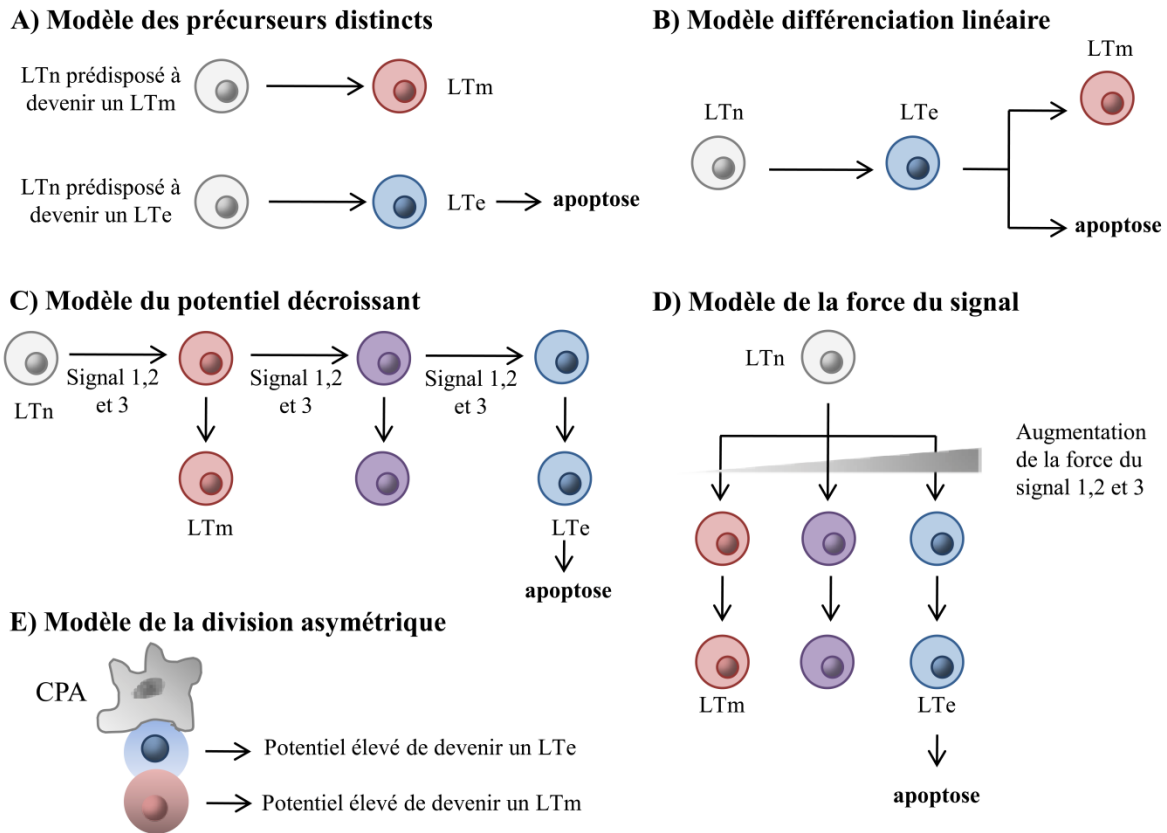 A) Modèle des précurseurs distincts
LTn prédisposé à
devenir un LTm
LTm
LTn prédisposé à
devenir un LTe
LTe
apoptose
B) Modèle différenciation linéaire
LTn
LTe
LTm
apoptose
C) Modèle du potentiel décroissant
LTn
Signal 1,2
et 3
Signal 1,2
et 3
Signal 1,2
et 3
LTm
LTe
apoptose
D) Modèle de la force du signal
LTn
Augmentation
de la force du
signal 1,2 et 3
LTm
LTe
apoptose
E) Modèle de la division asymétrique
CPA
Potentiel élevé de devenir un LTe
Potentiel élevé de devenir un LTm